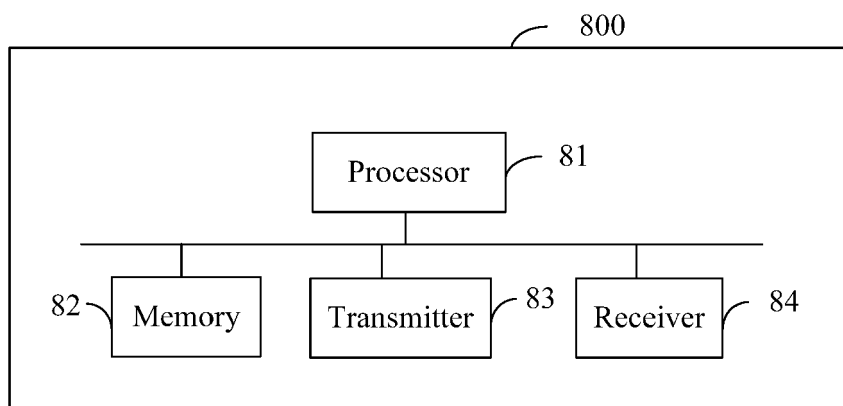 800
Processor
81
82
Memory
Transmitter
83
Receiver
84